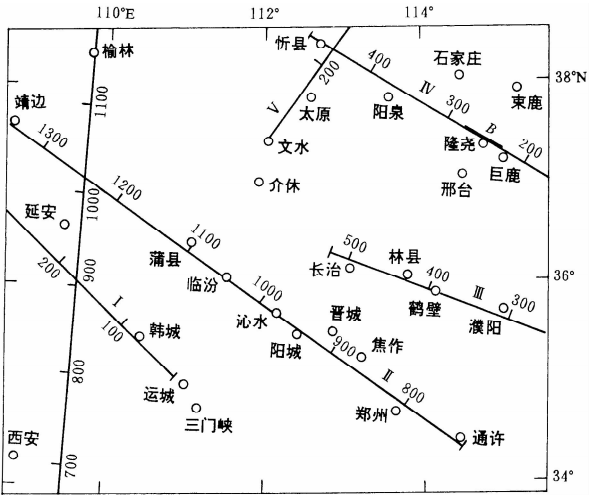 110°E
112°
114°
榆林
忻县
石家庄
38°N
400
200
束鹿
靖边
1100
V
太原
阳泉
IV
300
B
200
1300
文水
隆尧
巨鹿
介休
邢台
1200
1000
延安
200
900
蒲县
1100
500
林县
长治
400
36°
临汾
1000
鹤壁
III
300
I
100
韩城
沁水
晋城
濮阳
阳城
900
焦作
800
运城
II
800
三门峡
郑州
西安
通许
700
34°